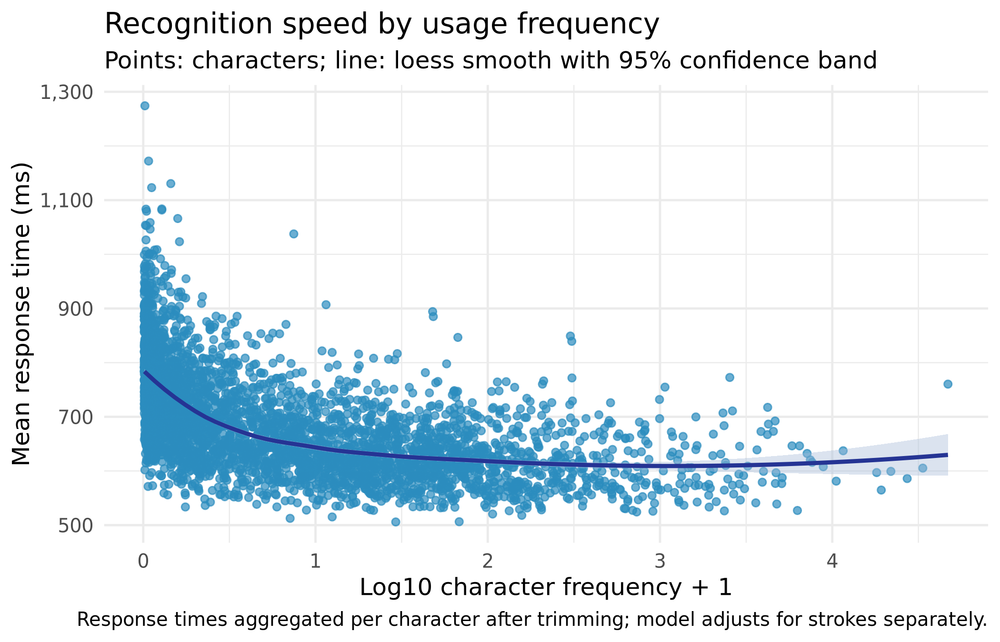 Recognition speed by usage frequency
Points: characters; line: loess smooth with 95% confidence band
1,300
1,100
900
700
500
Mean response time (ms)
0 1 2 3 4
Log10 character frequency + 1
Response times aggregated per character after trimming; model adjusts for strokes separately.